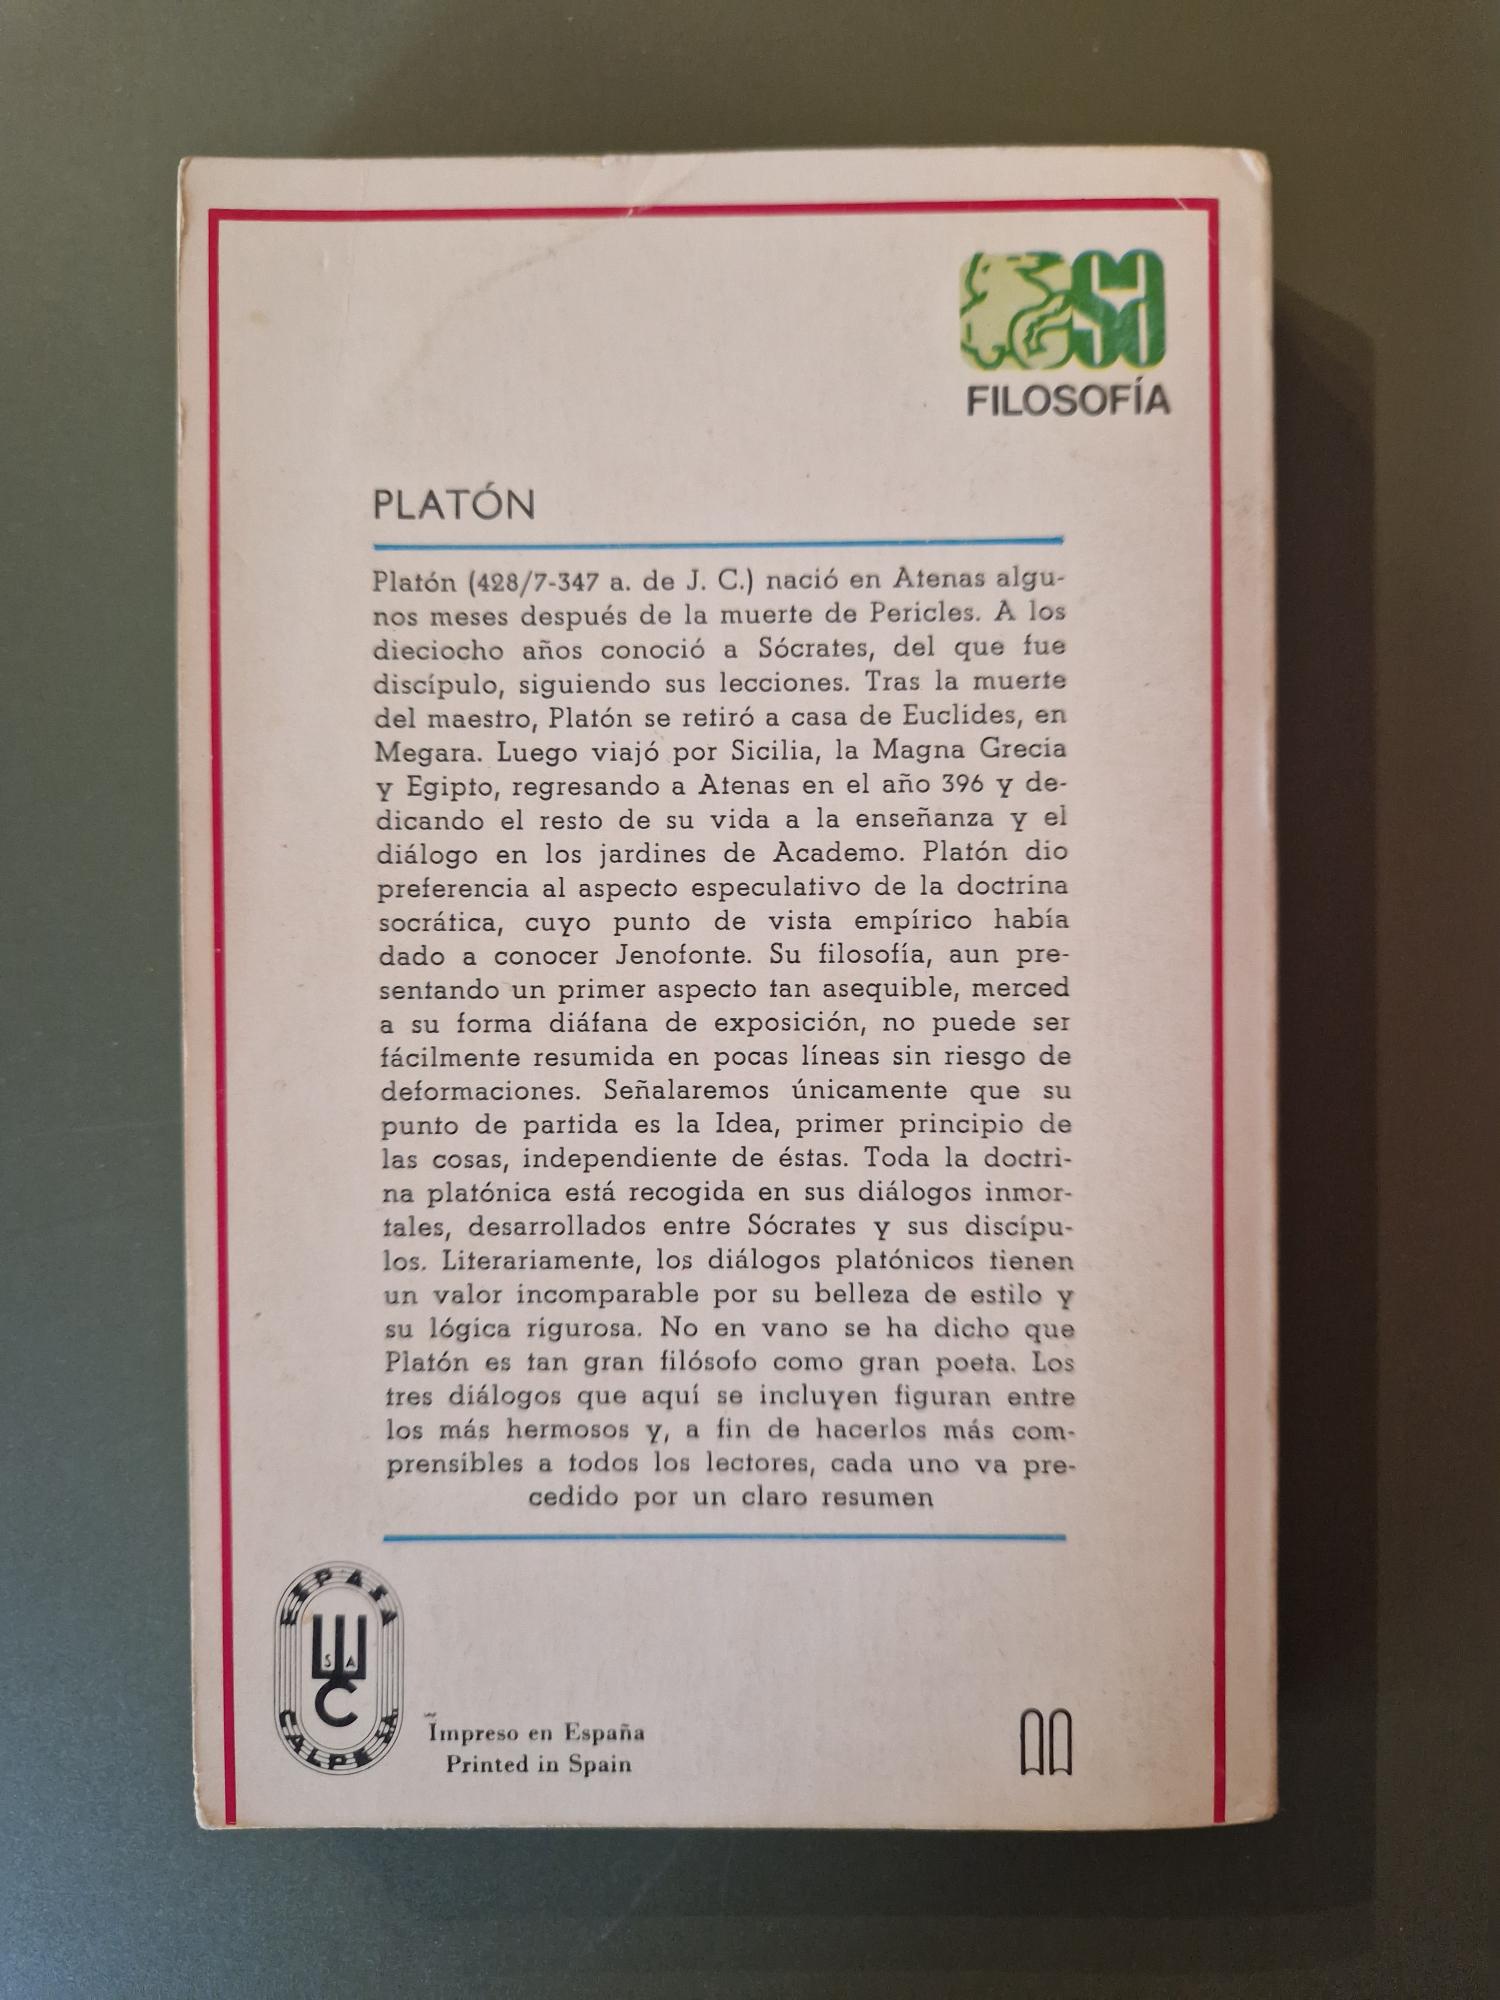 SA
FILOSOFÍA
PLATÓN
Platón (428/7-347 a. de J. C.) nació en Atenas algu-
nos meses después de la muerte de Pericles. A los
dieciocho años conoció a Sócrates, del que fue
discípulo, siguiendo sus lecciones. Tras la muerte
del maestro, Platón se retiró a casa de Euclides, en
Megara. Luego viajó por Sicilia, la Magna Grecia
y Egipto, regresando a Atenas en el año 396 y de-
dicando el resto de su vida a la enseñanza y el
diálogo en los jardines de Academo. Platón dio
preferencia al aspecto especulativo de la doctrina
socrática, cuyo punto de vista empírico había
dado a conocer Jenofonte. Su filosofía, aun pre-
sentando un primer aspecto tan asequible, merced
a su forma diáfana de exposición, no puede ser
fácilmente resumida en pocas líneas sin riesgo de
deformaciones. Señalaremos únicamente que su
punto de partida es la Idea, primer principio de
las cosas, independiente de éstas. Toda la doctri-
na platónica está recogida en sus diálogos inmor-
tales, desarrollados entre Sócrates y sus discípu-
los. Literariamente, los diálogos platónicos tienen
un valor incomparable por su belleza de estilo y
su lógica rigurosa. No en vano se ha dicho que
Platón es tan gran filósofo como gran poeta. Los
tres diálogos que aquí se incluyen figuran entre
los más hermosos y, a fin de hacerlos más com-
prensibles a todos los lectores, cada uno va pre-
cedido por un claro resumen
ESPASA
S A
C
CALPE
Impreso en España
Printed in Spain